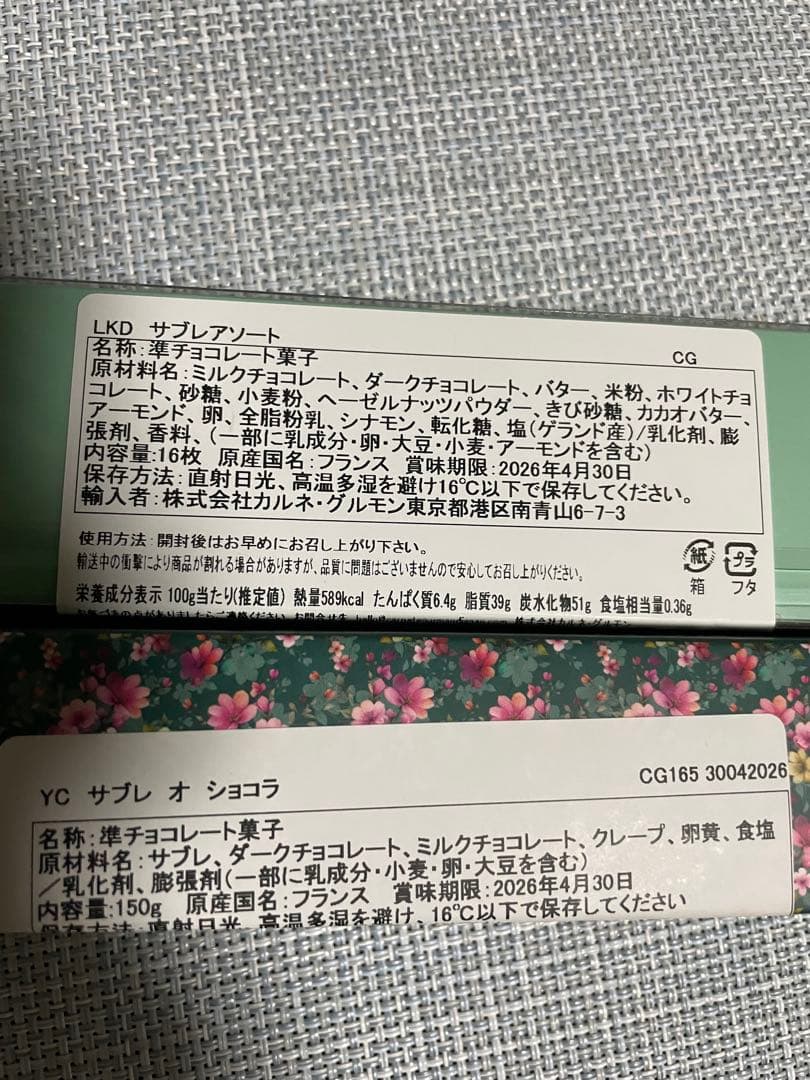 LKD サブレアソート
CG
名称:準チョコレート菓子
原材料名:ミルクチョコレート、ダークチョコレート、バター、米粉、ホワイトチョ
コレート、砂糖、小麦粉、ヘーゼルナッツパウダー、きび砂糖、カカオバター、
アーモンド、卵、全脂粉乳、シナモン、転化糖、塩(ゲランド産)/乳化剤、膨
張剤、香料、(一部に乳成分・卵・大豆・小麦・アーモンドを含む)
内容量:16枚 原産国名:フランス 賞味期限:2026年4月30日
保存方法:直射日光、高温多湿を避け16℃以下で保存してください。
輸入者:株式会社カルネ・グルモン東京都港区南青山6-7-3
使用方法:開封後はお早めにお召し上がり下さい。
輸送中の衝撃により商品が割れる場合がありますが、品質に問題はございませんので安心してお召し上がりください。
紙
箱
プラ
フタ
栄養成分表示 100g当たり(推定値) 熱量589kcal たんぱく質6.4g 脂質39g 炭水化物51g 食塩相当量0.36g
株式会社カルネ・グルモン
YC サブレ オ ショコラ
CG165 30042026
名称:準チョコレート菓子
原材料名:サブレ、ダークチョコレート、ミルクチョコレート、クレープ、卵黄、食塩
/乳化剤、膨張剤(一部に乳成分・小麦・卵・大豆を含む)
内容量:150g 原産国名:フランス 賞味期限:2026年4月30日
保存方法:直射日光、高温多湿を避け、16℃以下で保存してください